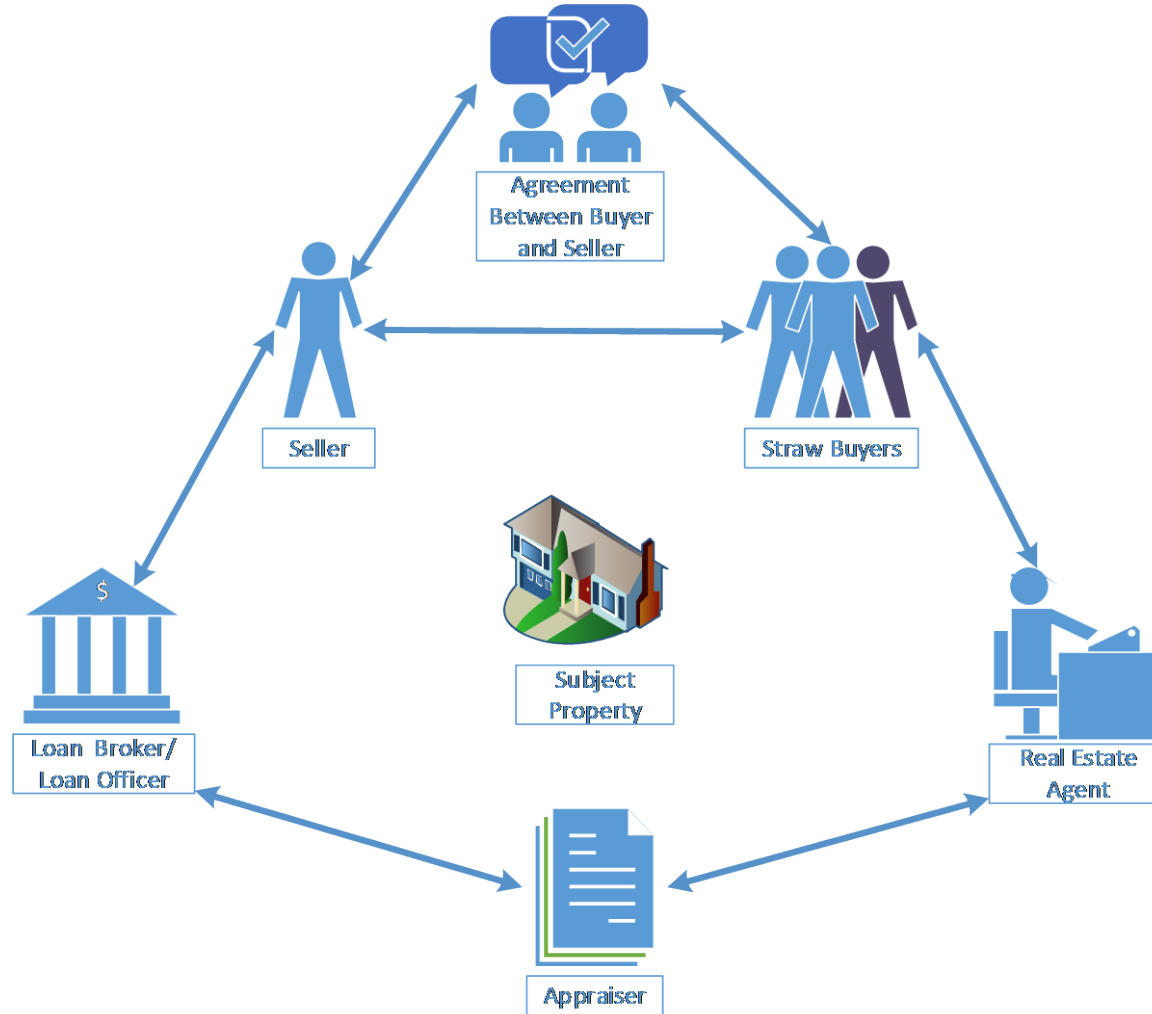 Agreement
Between Buyer
and Seller
Seller
Straw Buyers
$
Subject
Property
Loan Broker/
Loan Officer
Real Estate
Agent
Appraiser